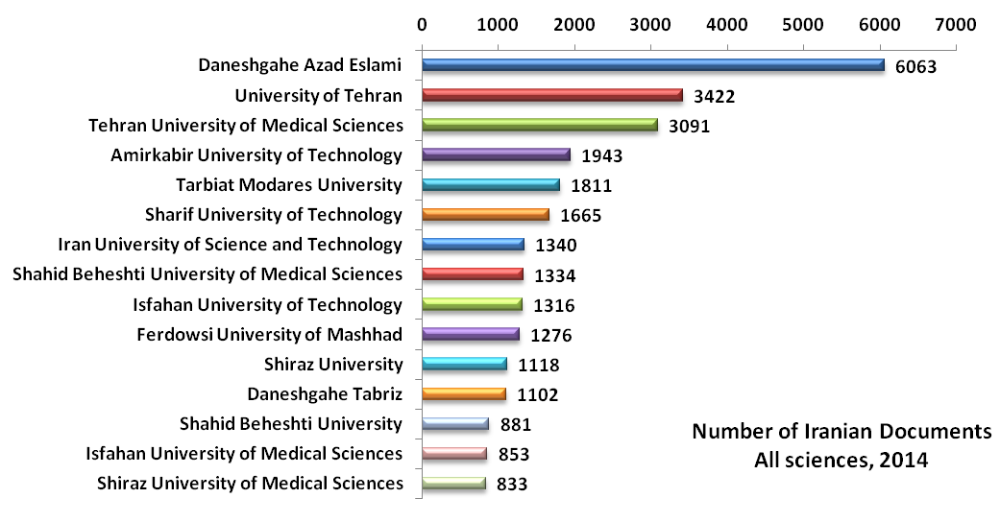 0 1000 2000 3000 4000 5000 6000 7000
Daneshgahe Azad Eslami 6063
University of Tehran 3422
Tehran University of Medical Sciences 3091
Amirkabir University of Technology 1943
Tarbiat Modares University 1811
Sharif University of Technology 1665
Iran University of Science and Technology 1340
Shahid Beheshti University of Medical Sciences 1334
Isfahan University of Technology 1316
Ferdowsi University of Mashhad 1276
Shiraz University 1118
Daneshgahe Tabriz 1102
Shahid Beheshti University 881
Isfahan University of Medical Sciences 853
Shiraz University of Medical Sciences 833
Number of Iranian Documents
All sciences, 2014